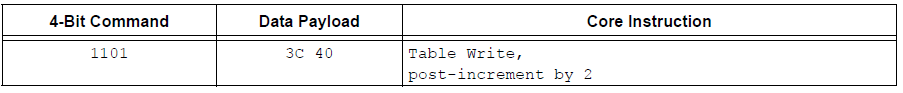 4-Bit Command Data Payload Core Instruction
1101 3C 40 Table Write,
post-increment by 2